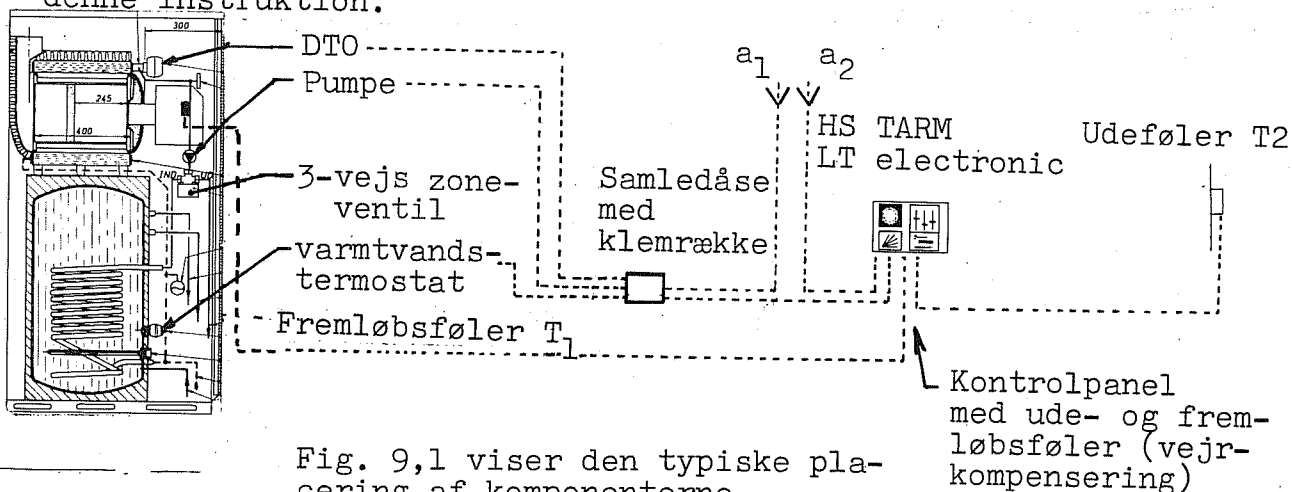 denne instruktion.
300
DTO
Pumpe
245
400
IND UD
3-vejs zone-
ventil
varmtvands-
termostat
Fremløbsføler T1
Samledåse
med
klemrække
a1 a2
HS TARM
LT electronic
Udeføler T2
Kontrolpanel
med ude- og frem-
løbsføler (vejr-
kompensering)
Fig. 9,1 viser den typiske pla-
cering af komponenterne